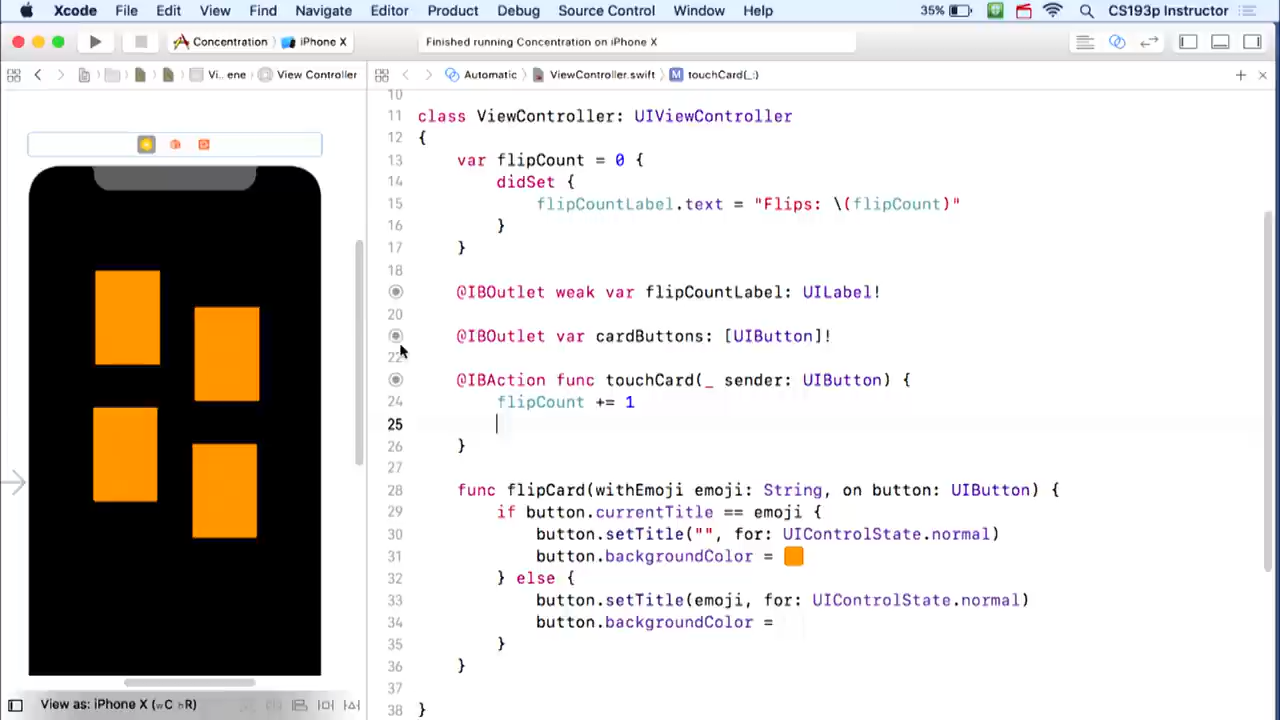 Xcode File Edit View Find Navigate Editor Product Debug Source Control Window Help 35% CS193p Instructor
Concentration iPhone X Finished running Concentration on iPhone X
Vi...ene View Controller Automatic ViewController.swift M touchCard(_:)
10
11 class ViewController: UIViewController
12 {
13 var flipCount = 0 {
14 didSet {
15 flipCountLabel.text = "Flips: \(flipCount)"
16 }
17 }
18
@IBOutlet weak var flipCountLabel: UILabel!
20
@IBOutlet var cardButtons: [UIButton]!
22
@IBAction func touchCard(_ sender: UIButton) {
24 flipCount += 1
25
26 }
27
28 func flipCard(withEmoji emoji: String, on button: UIButton) {
29 if button.currentTitle == emoji {
30 button.setTitle("", for: UIControlState.normal)
31 button.backgroundColor =
32 } else {
33 button.setTitle(emoji, for: UIControlState.normal)
34 button.backgroundColor =
35 }
36 }
37
38 }
View as: iPhone X (wC hR)